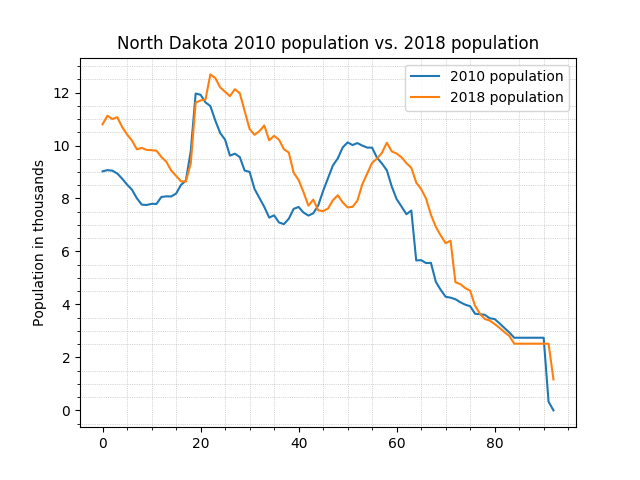 North Dakota 2010 population vs. 2018 population
2010 population
2018 population
Population in thousands
12
10
8
6
4
2
0
0 20 40 60 80